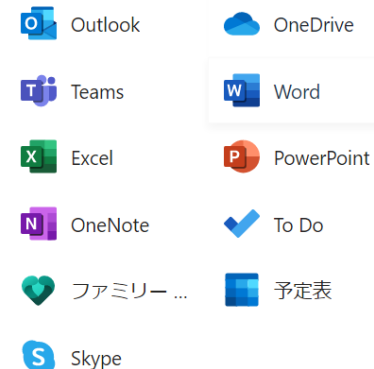 Outlook
OneDrive
Teams
Word
Excel
PowerPoint
OneNote
To Do
ファミリー ...
予定表
Skype